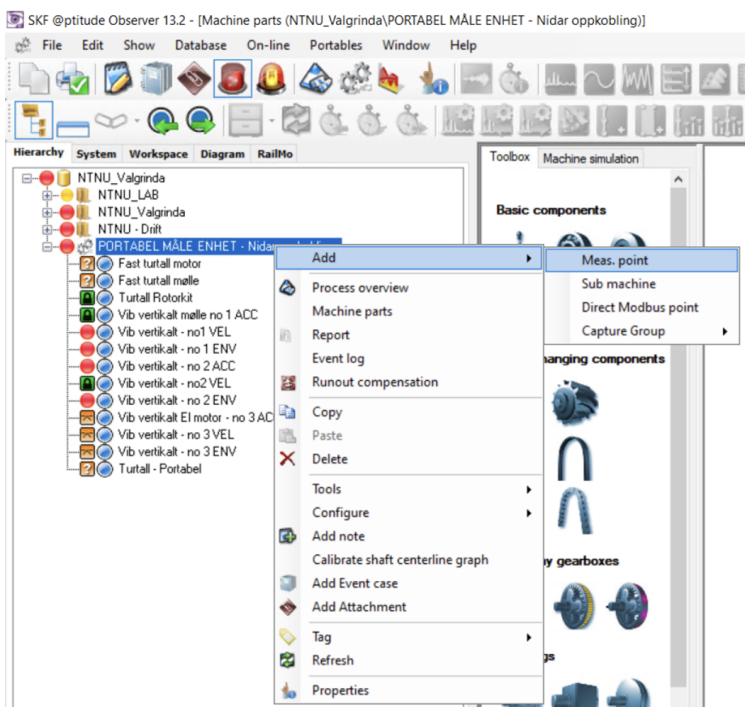 SKF @ptitude Observer 13.2 - [Machine parts (NTNU_Valgrinda\PORTABEL MÅLE ENHET - Nidar oppkobling)]
File Edit Show Database On-line Portables Window Help
Hierarchy System Workspace Diagram RailMo
Toolbox Machine simulation
NTNU_Valgrinda
NTNU_LAB
NTNU_Valgrinda
NTNU - Drift
PORTABEL MÅLE ENHET -
Fast turtall motor
Fast turtall mølle
Turtall Rotorkit
Vib vertikalt mølle no 1 ACC
Vib vertikalt - no1 VEL
Vib vertikalt - no 1 ENV
Vib vertikalt - no 2 ACC
Vib vertikalt - no2 VEL
Vib vertikalt - no 2 ENV
Vib vertikalt El motor - no 3 AC
Vib vertikalt - no 3 VEL
Vib vertikalt - no 3 ENV
Turtall - Portabel
Add
Process overview
Machine parts
Report
Event log
Runout compensation
Copy
Paste
Delete
Tools
Configure
Add note
Calibrate shaft centerline graph
Add Event case
Add Attachment
Tag
Refresh
Properties
Basic components
Meas. point
Sub machine
Direct Modbus point
Capture Group
hanging components
y gearboxes
gs